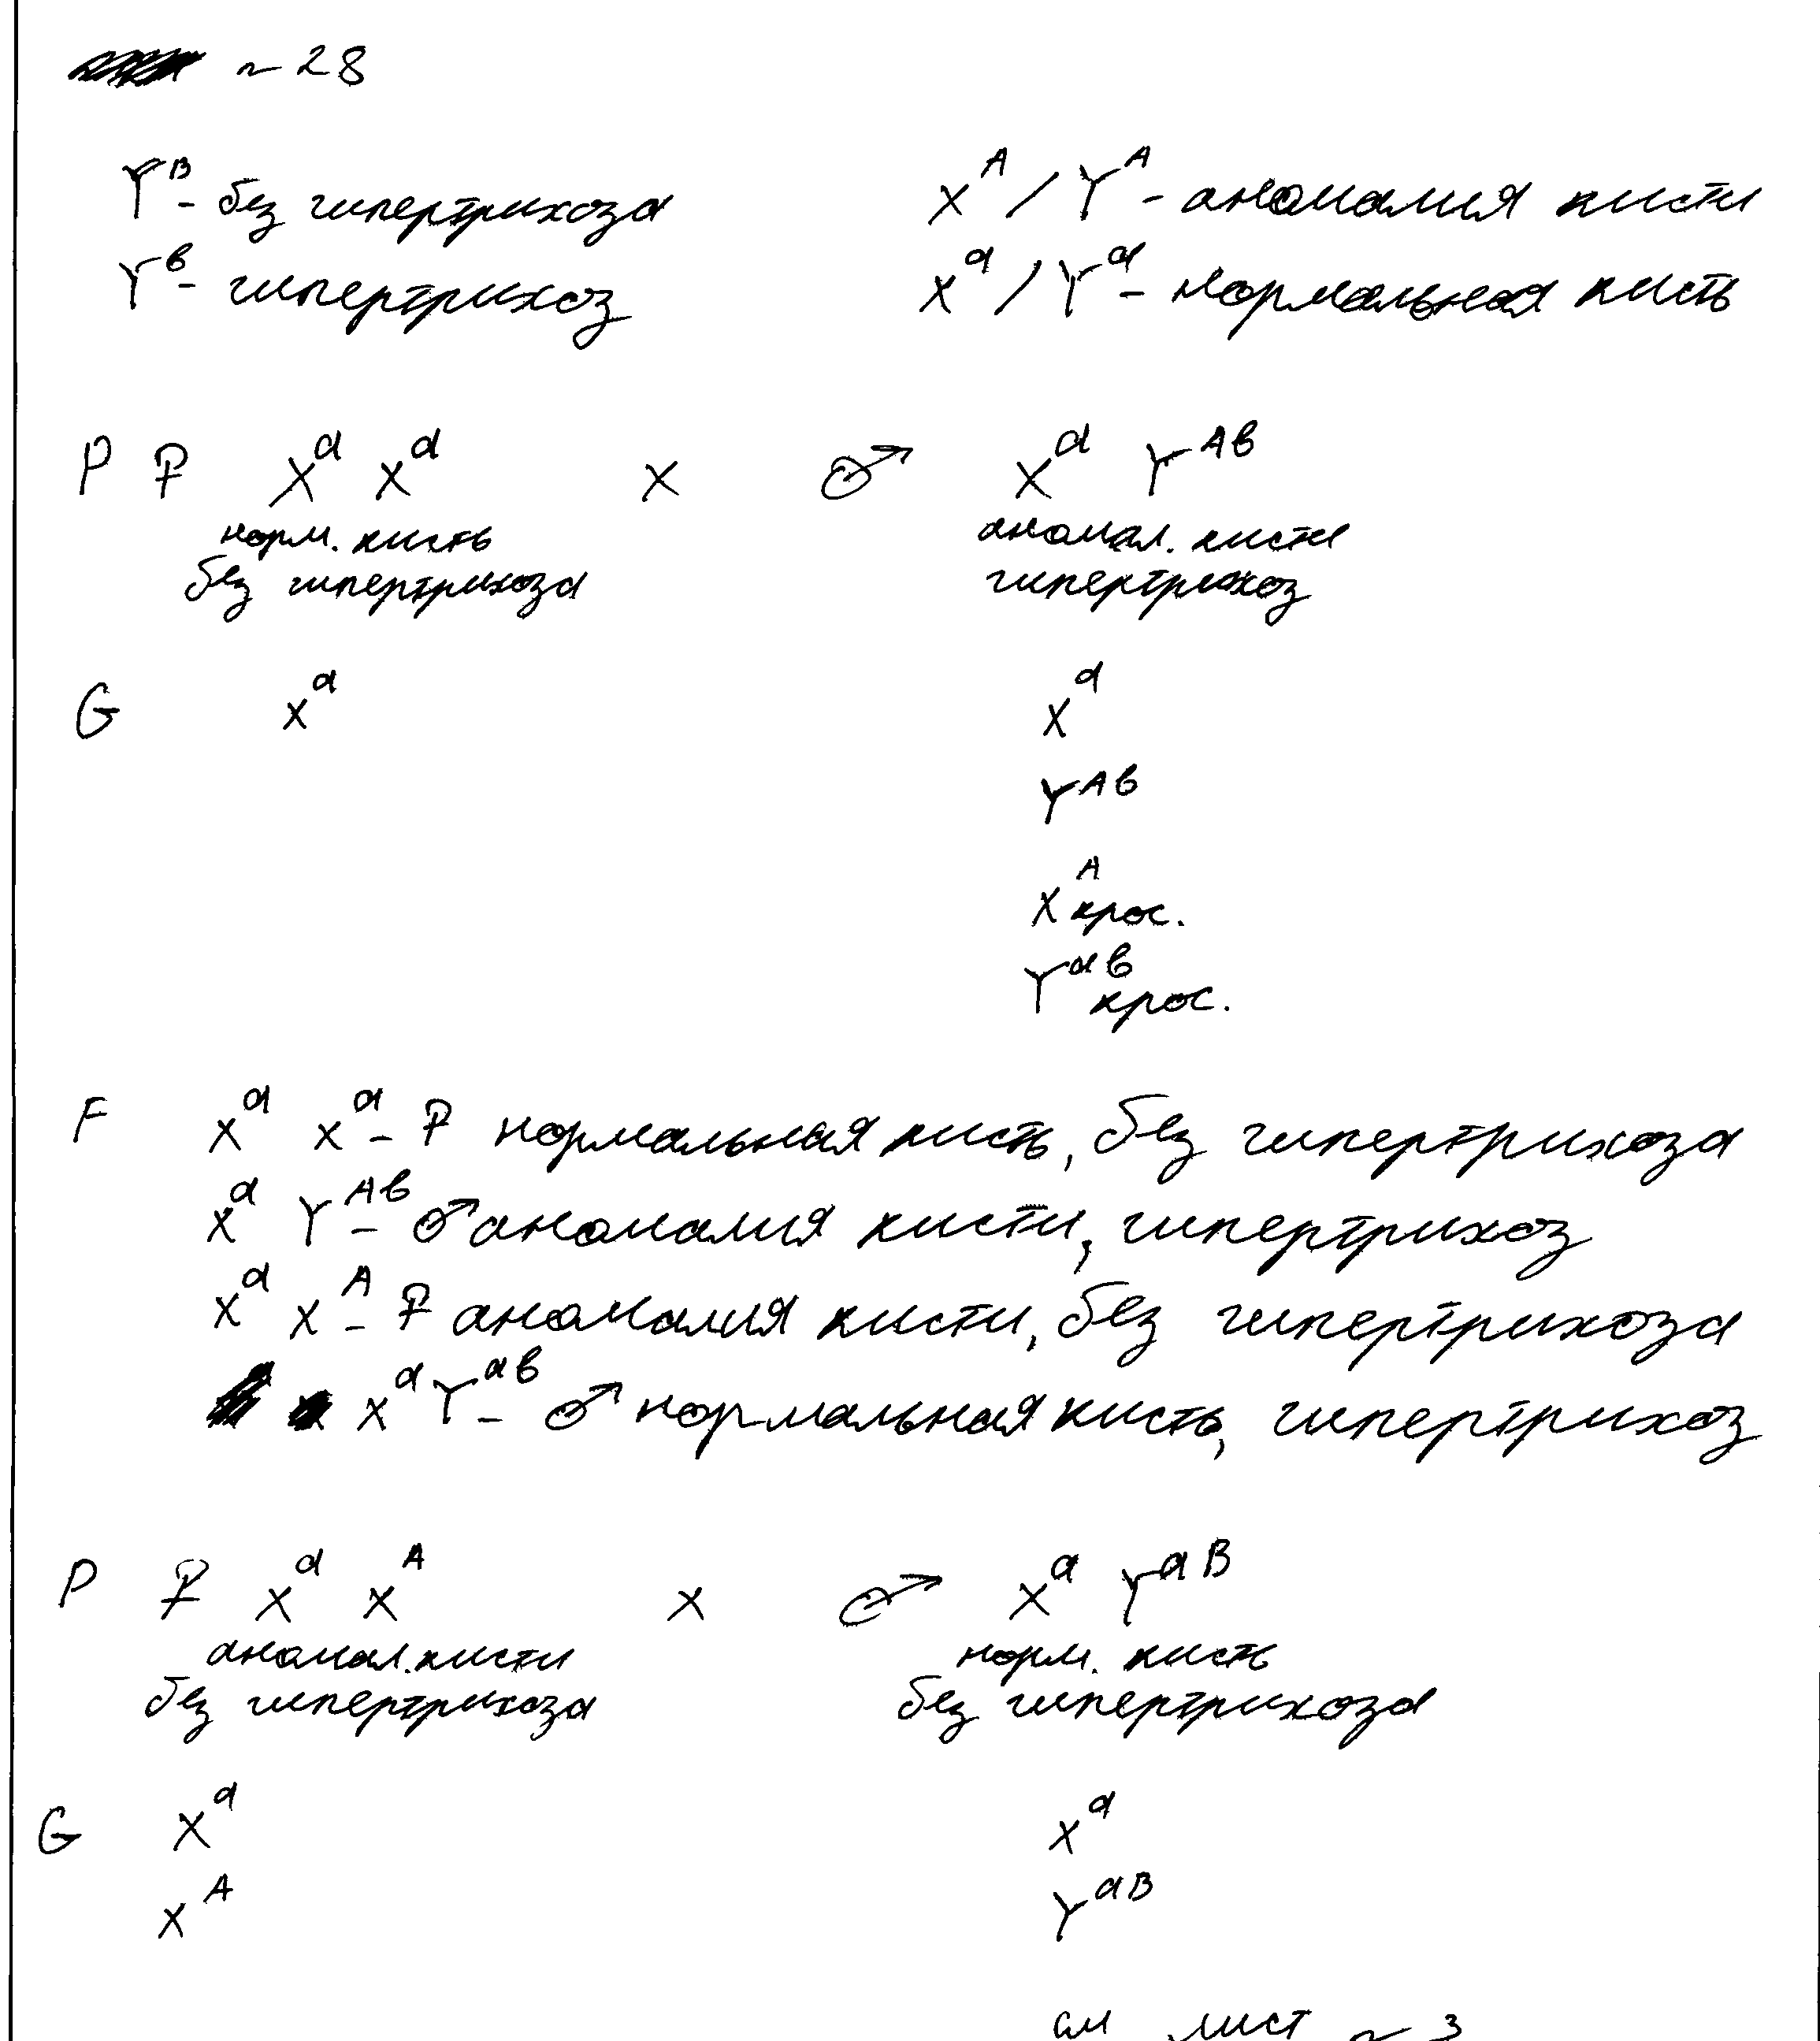 ~ 28
Y^B - без гипертрихоза X^A / Y^A - аномалия кисти
Y^b - гипертрихоз X^a / Y^a - нормальная кисть
P ♀ X^a X^a x ♂ X^a Y^Ab
норм. кисть аномал. кисти
без гипертрихоза гипертрихоз
G X^a X^a
Y^Ab
X^A крос.
Y^ab крос.
F X^a X^a - ♀ нормальная кисть, без гипертрихоза
X^a Y^Ab - ♂ аномалия кисти, гипертрихоз
X^a X^A - ♀ аномалия кисти, без гипертрихоза
X^a Y^ab - ♂ нормальная кисть, гипертрихоз
P ♀ X^a X^A x ♂ X^a Y^aB
аномал. кисти норм. кисть
без гипертрихоза без гипертрихоза
G X^a X^a
X^A Y^aB
см лист ~ 3